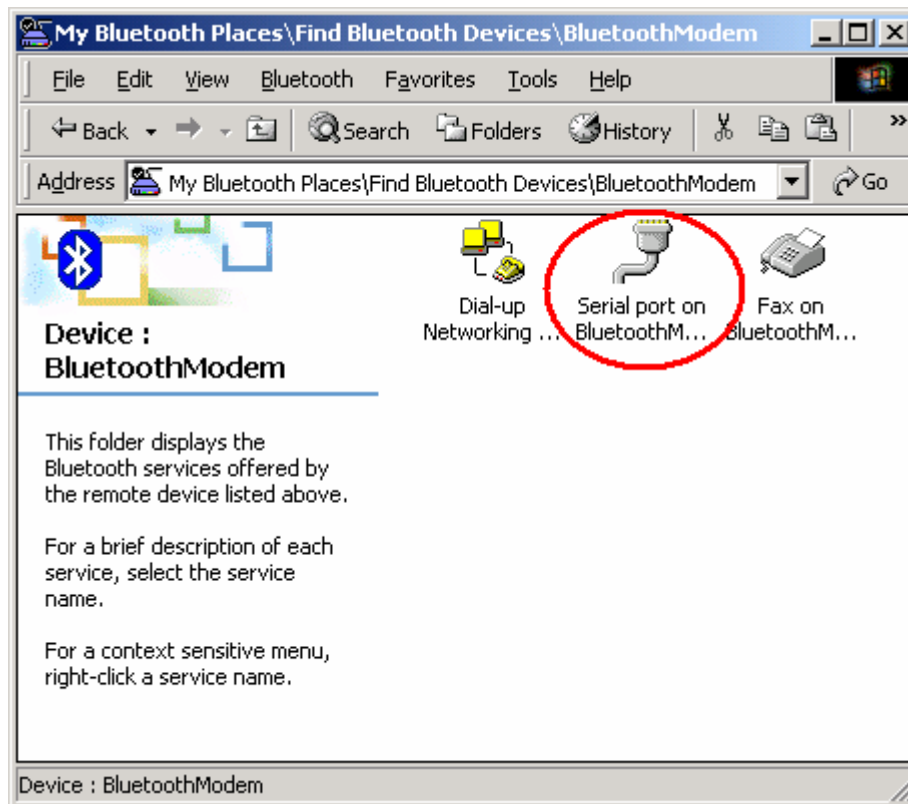 My Bluetooth Places\Find Bluetooth Devices\BluetoothModem
File Edit View Bluetooth Favorites Tools Help
Back Search Folders History »
Address My Bluetooth Places\Find Bluetooth Devices\BluetoothModem Go
Device :
BluetoothModem
This folder displays the
Bluetooth services offered by
the remote device listed above.
For a brief description of each
service, select the service
name.
For a context sensitive menu,
right-click a service name.
Dial-up
Networking ...
Serial port on
BluetoothM...
Fax on
BluetoothM...
Device : BluetoothModem